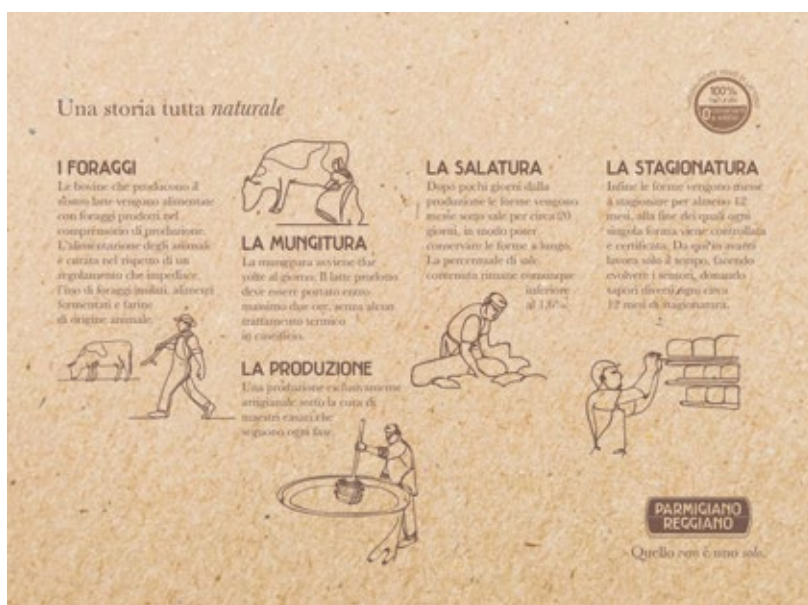 Una storia tutta naturale
100%
naturale
0
I FORAGGI
Le bovine che producono il
nostro latte vengono alimentate
con foraggi prodotti nel
comprensorio di produzione.
L'alimentazione degli animali
è curata nel rispetto di un
regolamento che impedisce
l'uso di foraggi insilati, alimenti
fermentati e farine
di origine animale.
LA MUNGITURA
La mungitura avviene due
volte al giorno. Il latte prodotto
deve essere portato entro
massimo due ore, senza alcun
trattamento termico
in caseificio.
LA PRODUZIONE
Una produzione esclusivamente
artigianale sotto la cura di
maestri casari che
seguono ogni fase.
LA SALATURA
Dopo pochi giorni dalla
produzione le forme vengono
messe sotto sale per circa 20
giorni, in modo poter
conservare le forme a lungo.
La percentuale di sale
contenuta rimane comunque
inferiore
al 1,6%.
LA STAGIONATURA
Infine le forme vengono messe
a stagionare per almeno 12
mesi, alla fine dei quali ogni
singola forma viene controllata
e certificata. Da qui in avanti
lavora solo il tempo, facendo
evolvere i sentori, donando
sapori diversi ogni circa
12 mesi di stagionatura.
PARMIGIANO
REGGIANO
Quello vero è uno solo.